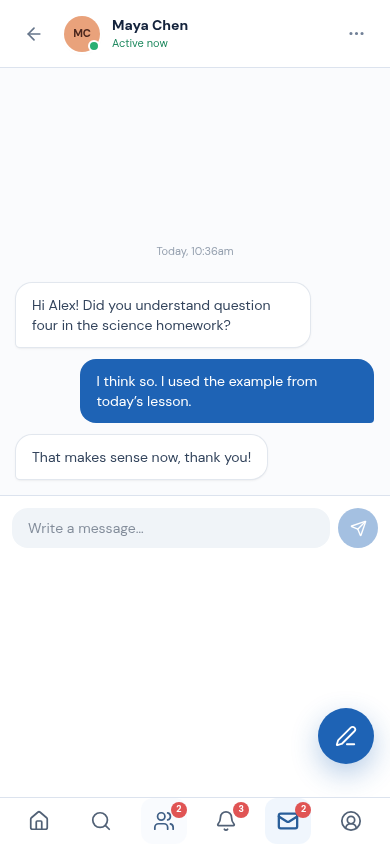 MC
Maya Chen
Active now
Today, 10:36am
Hi Alex! Did you understand question
four in the science homework?
I think so. I used the example from
today’s lesson.
That makes sense now, thank you!
Write a message…
2
3
2